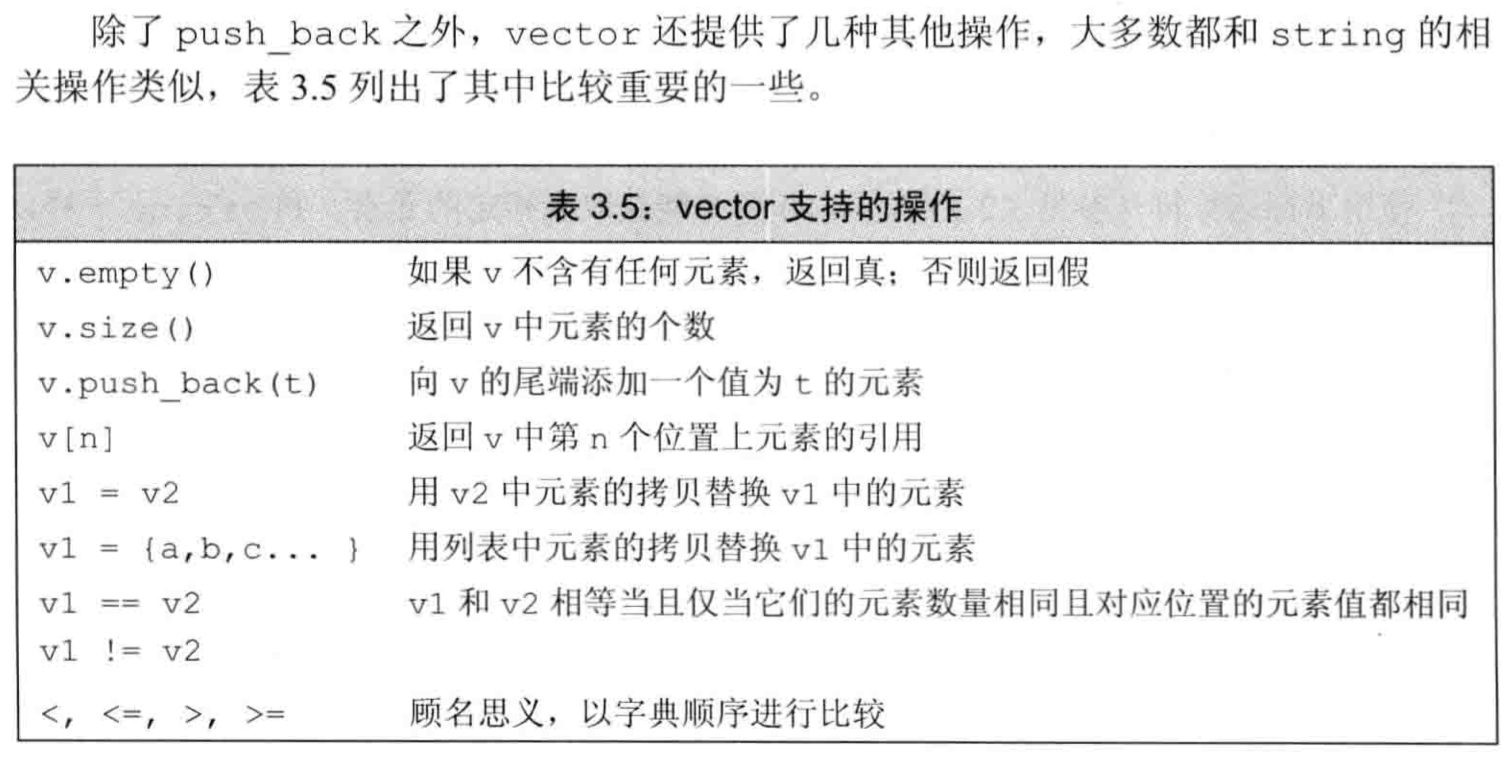 除了 push_back 之外，vector 还提供了几种其他操作，大多数都和 string 的相
关操作类似，表 3.5 列出了其中比较重要的一些。
表 3.5：vector 支持的操作
v.empty() 如果 v 不含有任何元素，返回真；否则返回假
v.size() 返回 v 中元素的个数
v.push_back(t) 向 v 的尾端添加一个值为 t 的元素
v[n] 返回 v 中第 n 个位置上元素的引用
v1 = v2 用 v2 中元素的拷贝替换 v1 中的元素
v1 = {a,b,c... } 用列表中元素的拷贝替换 v1 中的元素
v1 == v2 v1 和 v2 相等当且仅当它们的元素数量相同且对应位置的元素值都相同
v1 != v2
<, <=, >, >= 顾名思义，以字典顺序进行比较